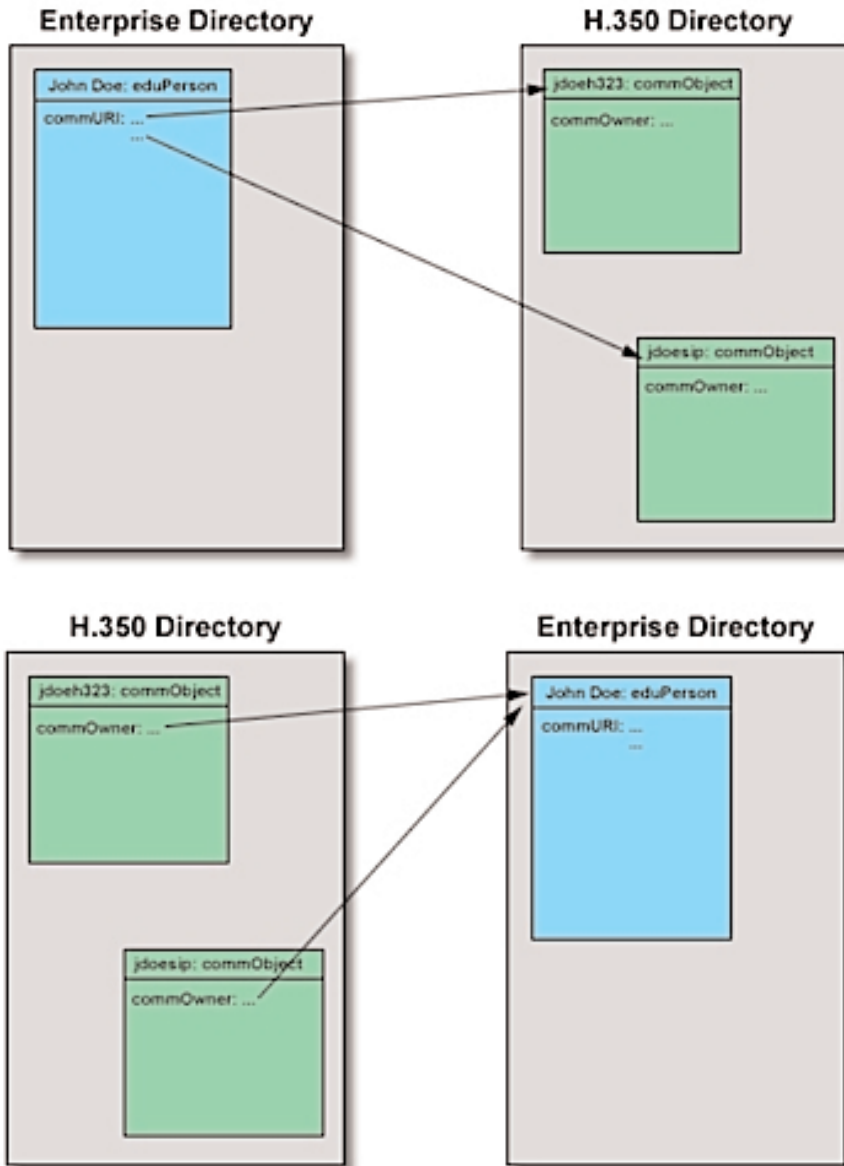 Enterprise Directory
H.350 Directory
John Doe: eduPerson
commURI: ...
...
jdoeh323: commObject
commOwner: ...
jdoesip: commObject
commOwner: ...
H.350 Directory
Enterprise Directory
jdoeh323: commObject
commOwner: ...
John Doe: eduPerson
commURI: ...
...
jdoesip: commObject
commOwner: ...